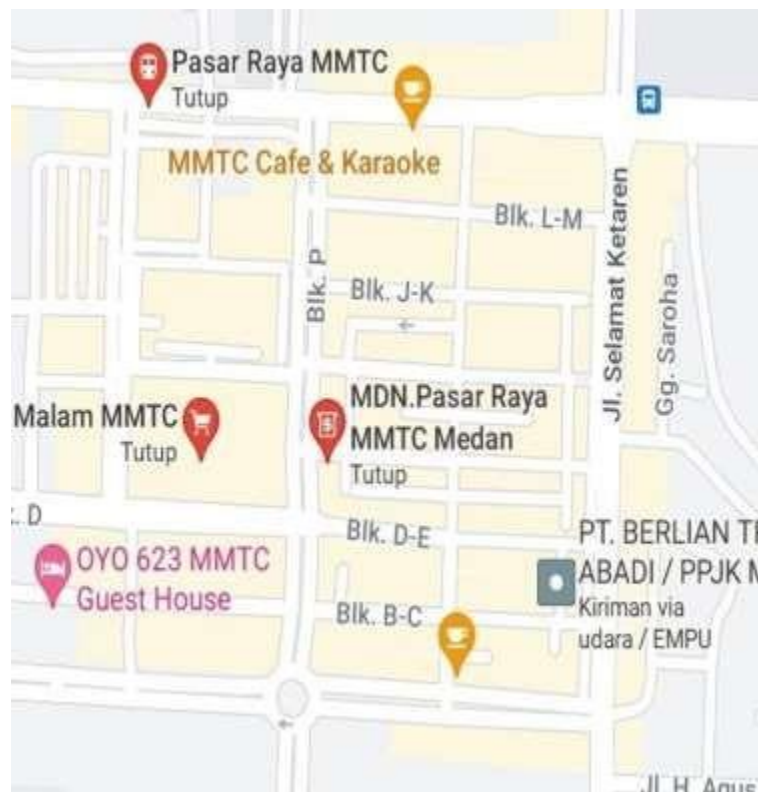 Pasar Raya MMTC
Tutup
MMTC Cafe & Karaoke
Blk. L-M
Jl. Selamat Ketaren
Blk. P
Blk. J-K
Gg. Saroha
Malam MMTC
Tutup
MDN.Pasar Raya
MMTC Medan
Tutup
. D
Blk. D-E
OYO 623 MMTC
Guest House
PT. BERLIAN
ABADI / PPJK M
Kiriman via
udara / EMPU
Blk. B-C
Jl. H. Agus